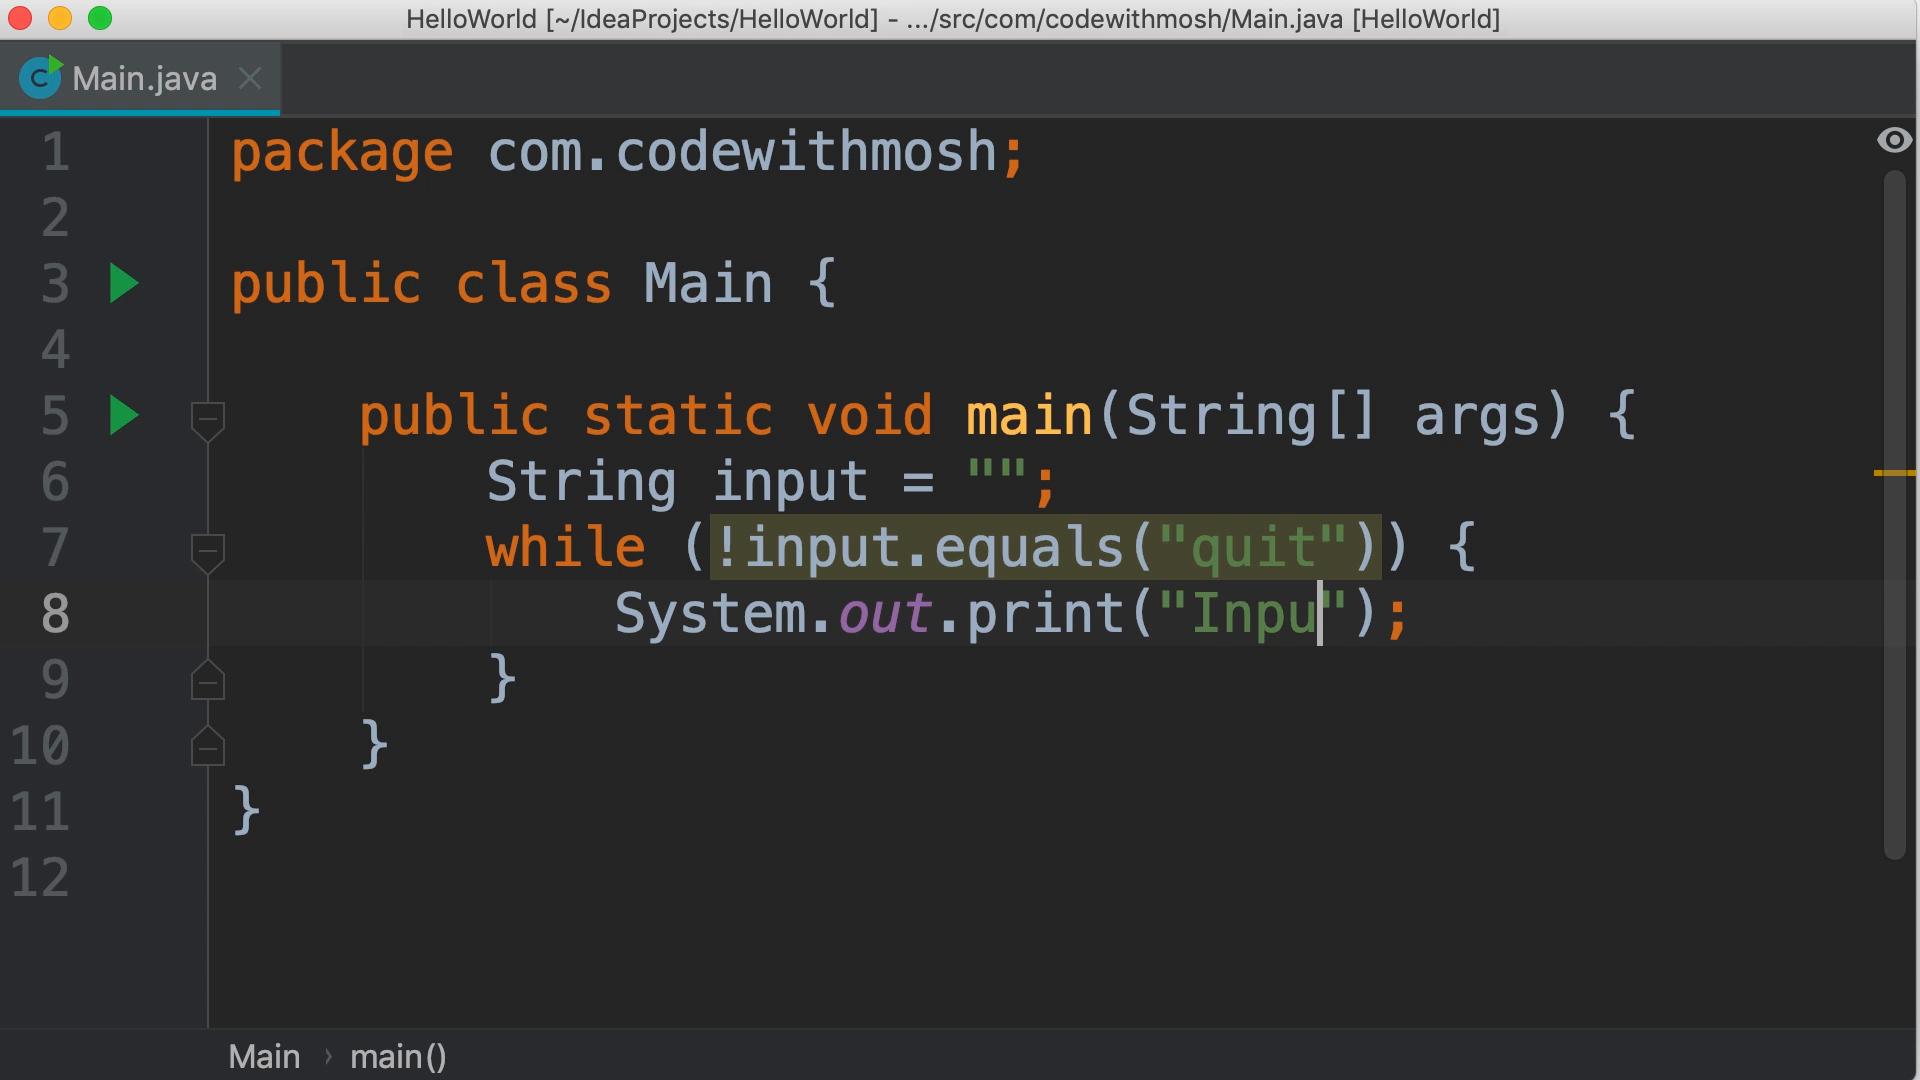 HelloWorld [~/IdeaProjects/HelloWorld] - .../src/com/codewithmosh/Main.java [HelloWorld]
C Main.java
1 package com.codewithmosh;
2
3 public class Main {
4
5 public static void main(String[] args) {
6 String input = "";
7 while (!input.equals("quit")) {
8 System.out.print("Inpu");
9 }
10 }
11 }
12
Main › main()